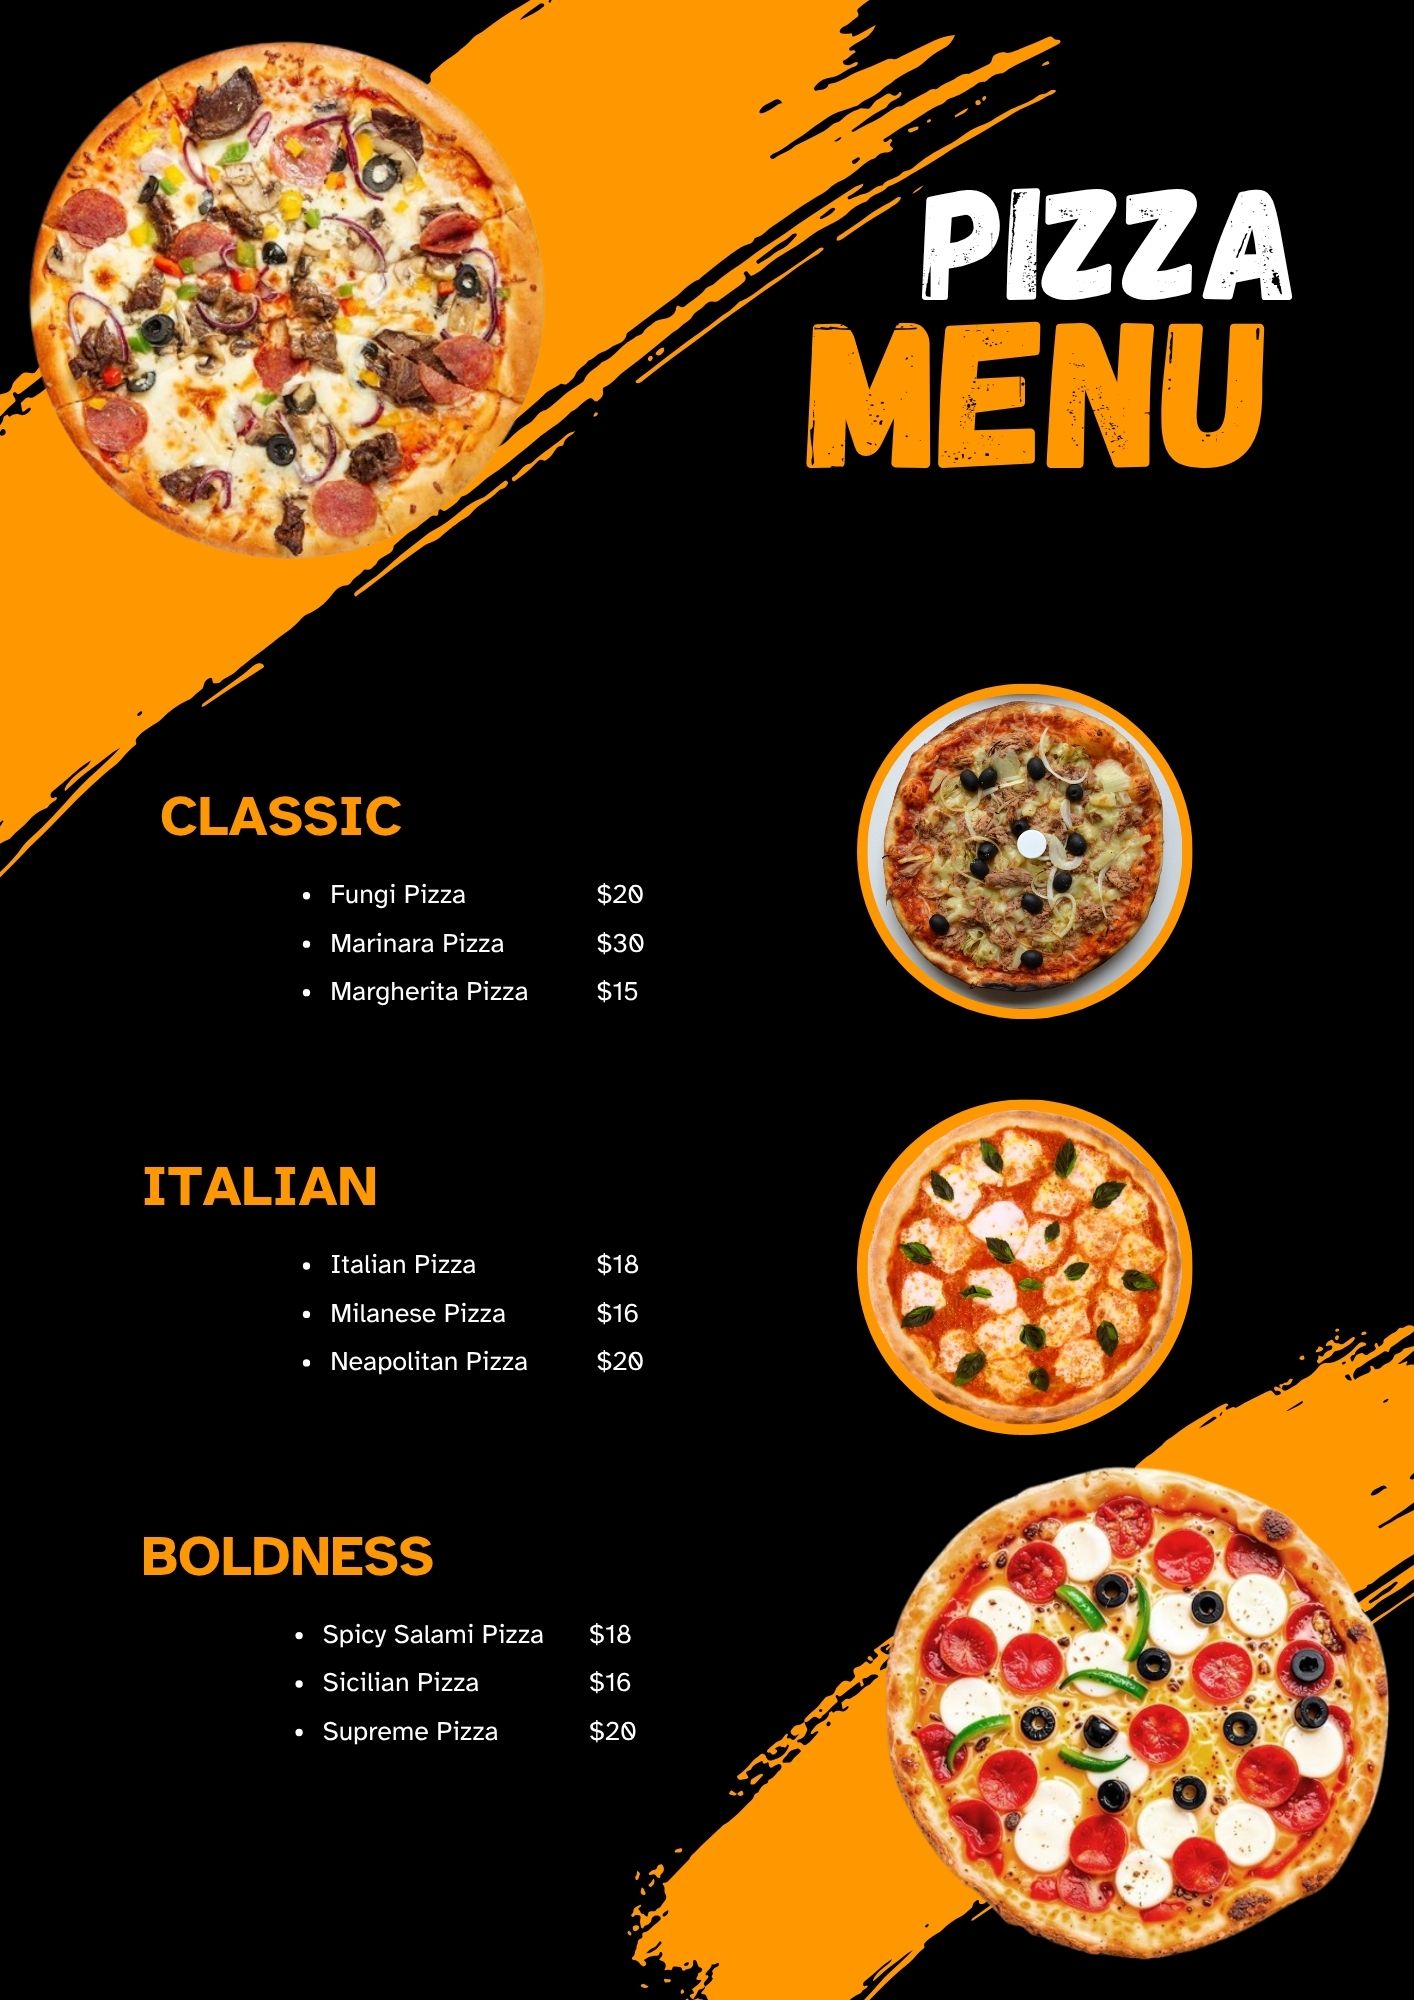 PIZZA
MENU
CLASSIC
• Fungi Pizza $20
• Marinara Pizza $30
• Margherita Pizza $15
ITALIAN
• Italian Pizza $18
• Milanese Pizza $16
• Neapolitan Pizza $20
BOLDNESS
• Spicy Salami Pizza $18
• Sicilian Pizza $16
• Supreme Pizza $20